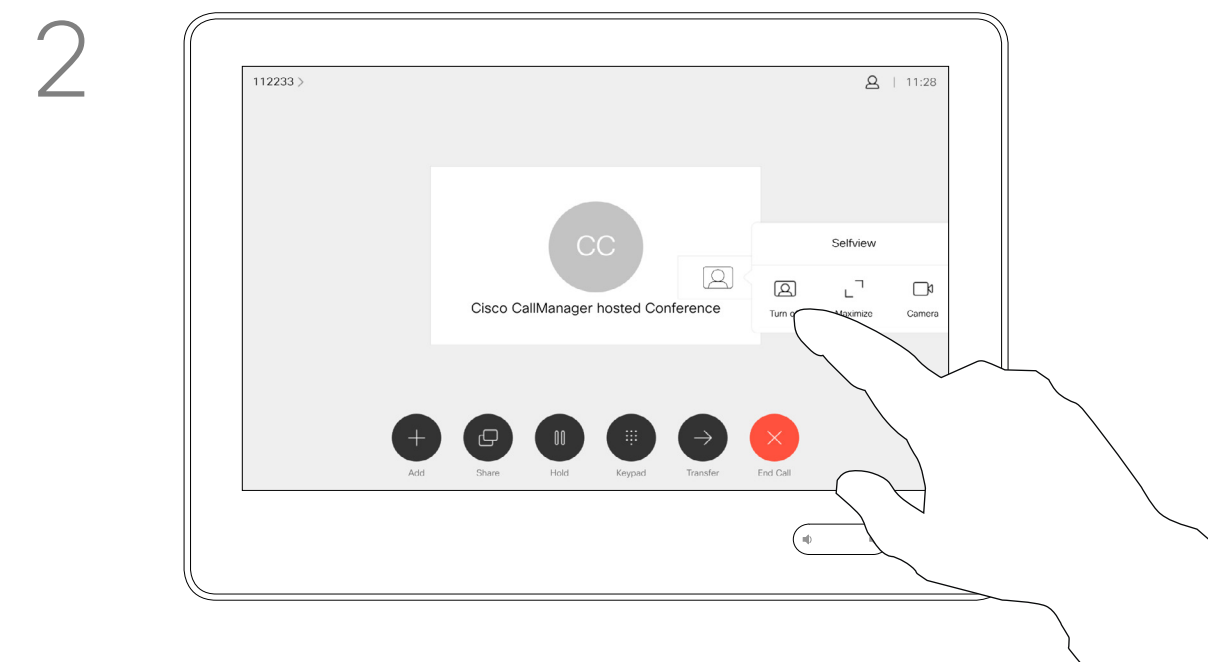 2
112233 >
11:28
CC
Cisco CallManager hosted Conference
Selfview
Turn
Maximize
Camera
Add
Share
Hold
Keypad
Transfer
End Call